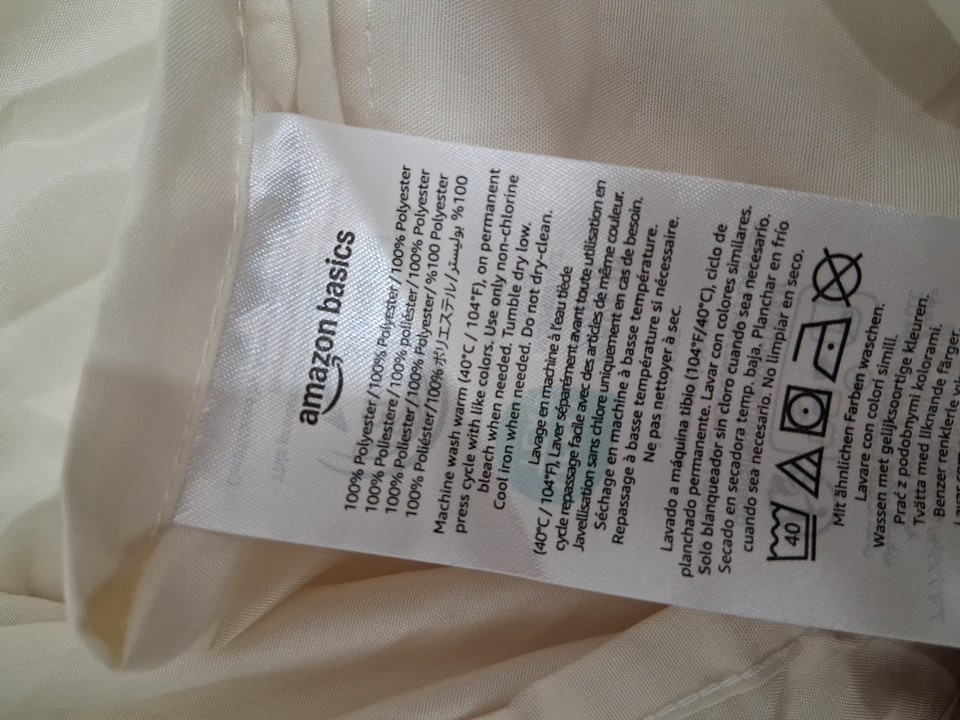 amazon basics
100% Polyester/100% Polyester/100% Polyester
100% Poliestere/100% poliéster/100% Polyester
100% Poliester/100% Polyester/ %100 Polyester
100% Poliéster/100% ポリエステル/ بوليستر %100
Machine wash warm (40°C / 104°F), on permanent
press cycle with like colors. Use only non-chlorine
bleach when needed. Tumble dry low.
Cool iron when needed. Do not dry-clean.
Lavage en machine à l'eau tiède
(40°C / 104°F), Laver séparément avant toute utilisation en
cycle repassage facile avec des articles de même couleur.
Javellisation sans chlore uniquement en cas de besoin.
Séchage en machine à basse température.
Repassage à basse température si nécessaire.
Ne pas nettoyer à sec.
Lavado a máquina tibio (104°F/40°C), ciclo de
planchado permanente. Lavar con colores similares.
Solo blanqueador sin cloro cuando sea necesario.
Secado en secadora temp. baja. Planchar en frío
cuando sea necesario. No limpiar en seco.
40
Mit ähnlichen Farben waschen.
Lavare con colori simili.
Wassen met gelijksoortige kleuren.
Prać z podobnymi kolorami.
Tvätta med liknande färger.
Benzer renklerle